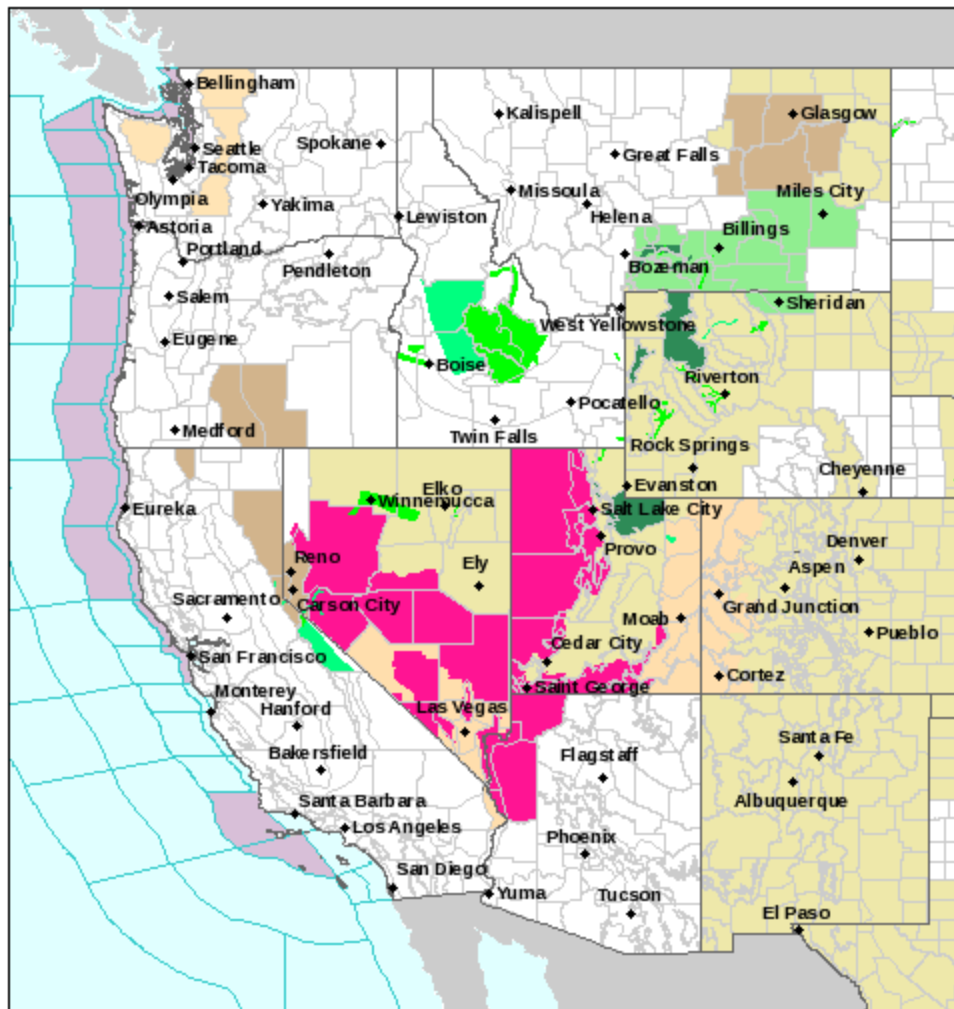 Bellingham
Kalispell
Glasgow
Seattle
Spokane
Great Falls
Tacoma
Missoula
Miles City
Olympia
Yakima
Lewiston
Helena
Astoria
Billings
Portland
Pendleton
Bozeman
Salem
Sheridan
West Yellowstone
Eugene
Boise
Riverton
Pocatello
Medford
Twin Falls
Rock Springs
Cheyenne
Elko
Evanston
Winnemucca
Eureka
Salt Lake City
Denver
Provo
Reno
Ely
Aspen
Sacramento
Carson City
Grand Junction
Moab
Pueblo
Cedar City
San Francisco
Cortez
Saint George
Monterey
Hanford
Las Vegas
Santa Fe
Bakersfield
Flagstaff
Albuquerque
Santa Barbara
Los Angeles
Phoenix
San Diego
Yuma
Tucson
El Paso